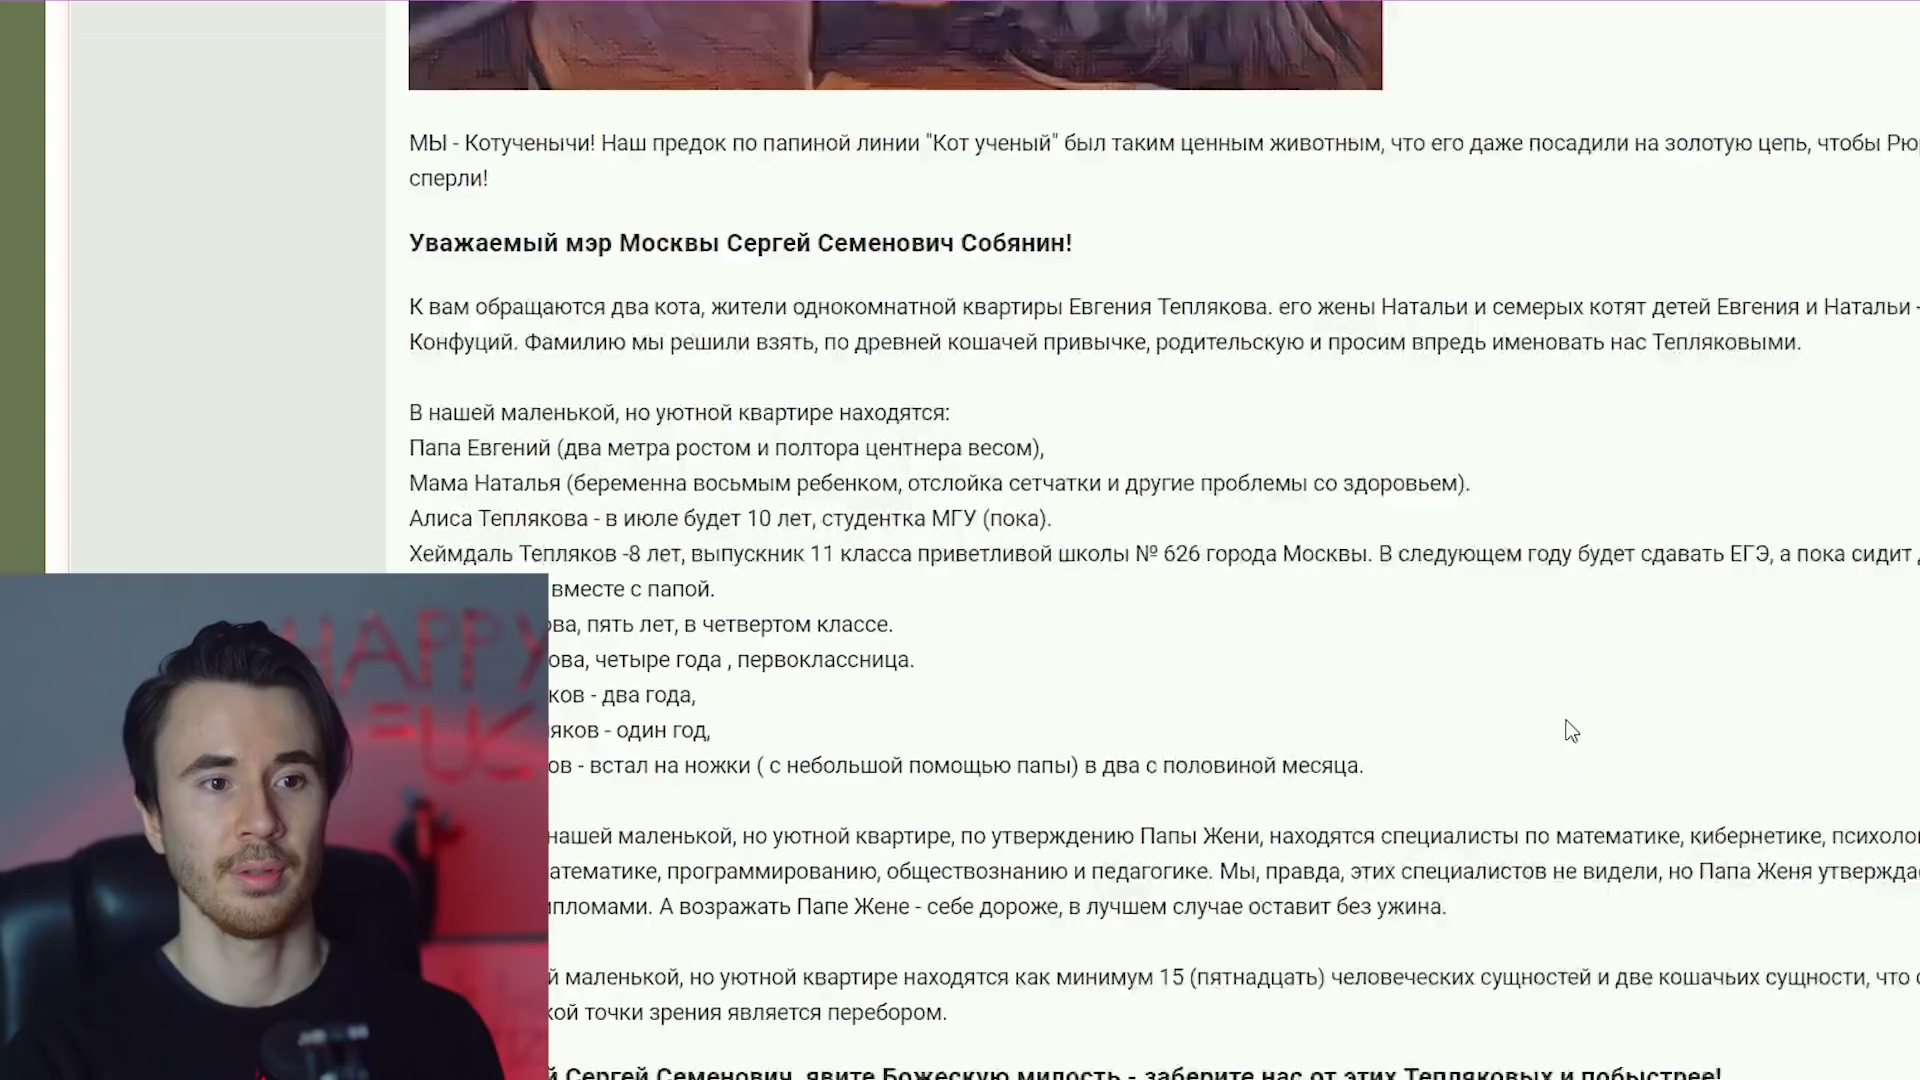 МЫ - Котученычи! Наш предок по папиной линии "Кот ученый" был таким ценным животным, что его даже посадили на золотую цепь, чтобы
сперли!
Уважаемый мэр Москвы Сергей Семенович Собянин!
К вам обращаются два кота, жители однокомнатной квартиры Евгения Теплякова. его жены Натальи и семерых котят детей Евгения и Натальи -
Конфуций. Фамилию мы решили взять, по древней кошачей привычке, родительскую и просим впредь именовать нас Тепляковыми.
В нашей маленькой, но уютной квартире находятся:
Папа Евгений (два метра ростом и полтора центнера весом),
Мама Наталья (беременна восьмым ребенком, отслойка сетчатки и другие проблемы со здоровьем).
Алиса Теплякова - в июле будет 10 лет, студентка МГУ (пока).
Хеймдаль Тепляков -8 лет, выпускник 11 класса приветливой школы № 626 города Москвы. В следующем году будет сдавать ЕГЭ, а пока сидит
вместе с папой.
ова, пять лет, в четвертом классе.
ова, четыре года , первоклассница.
ков - два года,
яков - один год,
ов - встал на ножки ( с небольшой помощью папы) в два с половиной месяца.
нашей маленькой, но уютной квартире, по утверждению Папы Жени, находятся специалисты по математике, кибернетике,
атематике, программированию, обществознанию и педагогике. Мы, правда, этих специалистов не видели, но Папа Женя
пломами. А возражать Папе Жене - себе дороже, в лучшем случае оставит без ужина.
й маленькой, но уютной квартире находятся как минимум 15 (пятнадцать) человеческих сущностей и две кошачьих сущности, что
кой точки зрения является перебором.
й Сергей Семенович, явите Божескую милость - заберите нас от этих Тепляковых и побыстрее!
HAPPY
FUC